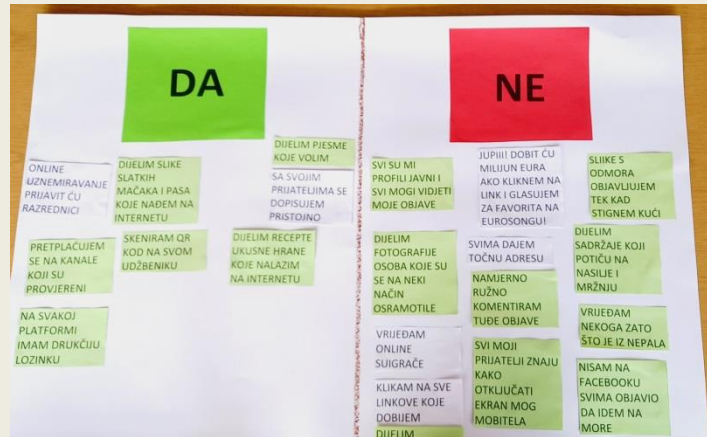 DA
ONLINE
UZNEMIRAVANJE
PRIJAVIT ĆU
RAZREDNICI
DIJELIM SLIKE
SLATKIH
MAČAKA I PASA
KOJE NAĐEM NA
INTERNETU
DIJELIM PJESME
KOJE VOLIM
SA SVOJIM
PRIJATELJIMA SE
DOPISUJEM
PRISTOJNO
PRETPLAĆUJEM
SE NA KANALE
KOJI SU
PROVJERENI
SKENIRAM QR
KOD NA SVOM
UDŽBENIKU
DIJELIM RECEPTE
UKUSNE HRANE
KOJE NALAZIM
NA INTERNETU
NA SVAKOJ
PLATFORMI
IMAM DRUKČIJU
LOZINKU
NE
SVI SU MI
PROFILI JAVNI I
SVI MOGI VIDJETI
MOJE OBJAVE
JUPIII! DOBIT ĆU
MILIJUN EURA
AKO KLIKNEM NA
LINK I GLASUJEM
ZA FAVORITA NA
EUROSONGU!
SLIIKE S
ODMORA
OBJAVLJUJEM
TEK KAD
STIGNEM KUĆI
DIJELIM
FOTOGRAFIJE
OSOBA KOJE SU
SE NA NEKI
NAČIN
OSRAMOTILE
SVIMA DAJEM
TOČNU ADRESU
DIJELIM
SADRŽAJE KOJI
POTIČU NA
NASILJE I
MRŽNJU
NAMJERNO
RUŽNO
KOMENTIRAM
TUĐE OBJAVE
VRIJEĐAM
NEKOGA ZATO
ŠTO JE IZ NEPALA
VRIJEĐAM
ONLINE
SUIGRAČE
SVI MOJI
PRIJATELJI ZNAJU
KAKO
OTKLJUČATI
EKRAN MOG
MOBITELA
NISAM NA
FACEBOOKU
SVIMA OBJAVIO
DA IDEM NA
MORE
KLIKAM NA SVE
LINKOVE KOJE
DOBIJEM
DIJELIM